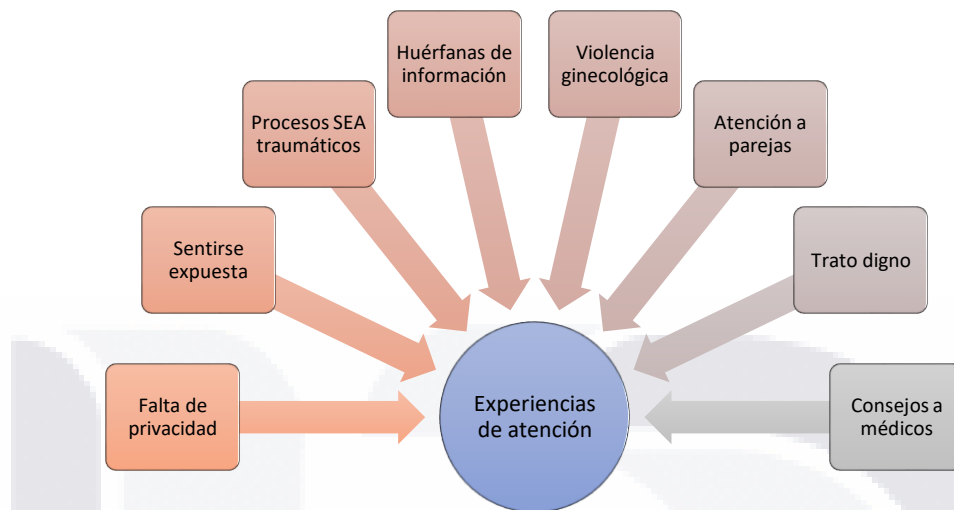 Huérfanas de
información
Violencia
ginecológica
Procesos SEA
traumáticos
Atención a
parejas
Sentirse
expuesta
Trato digno
Falta de
privacidad
Experiencias
de atención
Consejos a
médicos